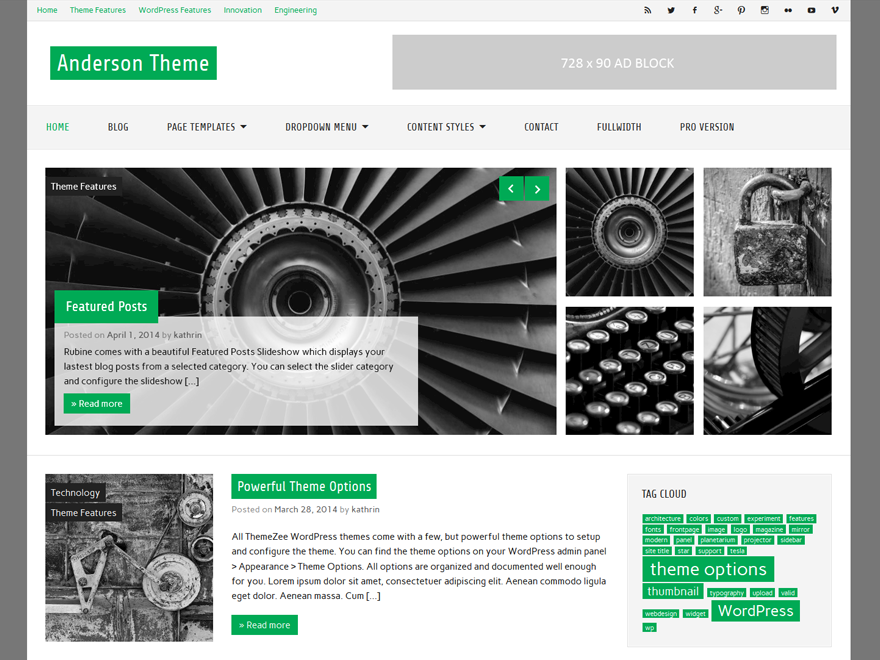 Home Theme Features WordPress Features Innovation Engineering
Anderson Theme
728 x 90 AD BLOCK
HOME BLOG PAGE TEMPLATES DROPDOWN MENU CONTENT STYLES CONTACT FULLWIDTH PRO VERSION
Theme Features
Featured Posts
Posted on April 1, 2014 by kathrin
Rubine comes with a beautiful Featured Posts Slideshow which displays your
lastest blog posts from a selected category. You can select the slider category
and configure the slideshow [...]
» Read more
Technology
Theme Features
Powerful Theme Options
Posted on March 28, 2014 by kathrin
All ThemeZee WordPress themes come with a few, but powerful theme options to setup
and configure the theme. You can find the theme options on your WordPress admin panel
> Appearance > Theme Options. All options are organized and documented well enough
for you. Lorem ipsum dolor sit amet, consectetuer adipiscing elit. Aenean commodo ligula
eget dolor. Aenean massa. Cum [...]
» Read more
TAG CLOUD
architecture colors custom experiment features
fonts frontpage image logo magazine mirror
modern panel planetarium projector sidebar
site title star support tesla
theme options
thumbnail typography upload valid
webdesign widget WordPress
wp